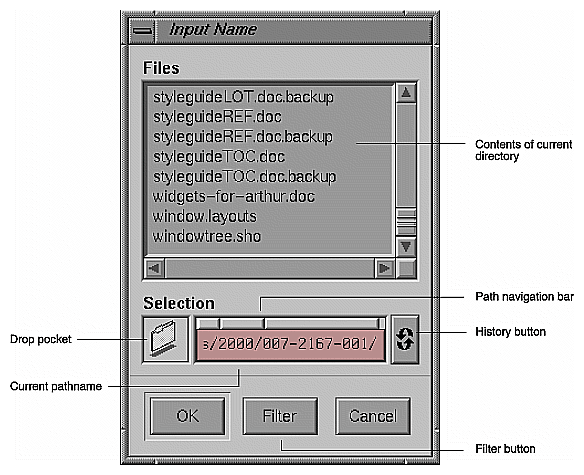 Input Name
Files
styleguideLOT.doc.backup
styleguideREF.doc
styleguideREF.doc.backup
styleguideTOC.doc
styleguideTOC.doc.backup
widgets-for-arthur.doc
window.layouts
windowtree.sho
Contents of current
directory
Selection
Path navigation bar
Drop pocket
s/2000/007-2167-001/
History button
Current pathname
OK
Filter
Cancel
Filter button